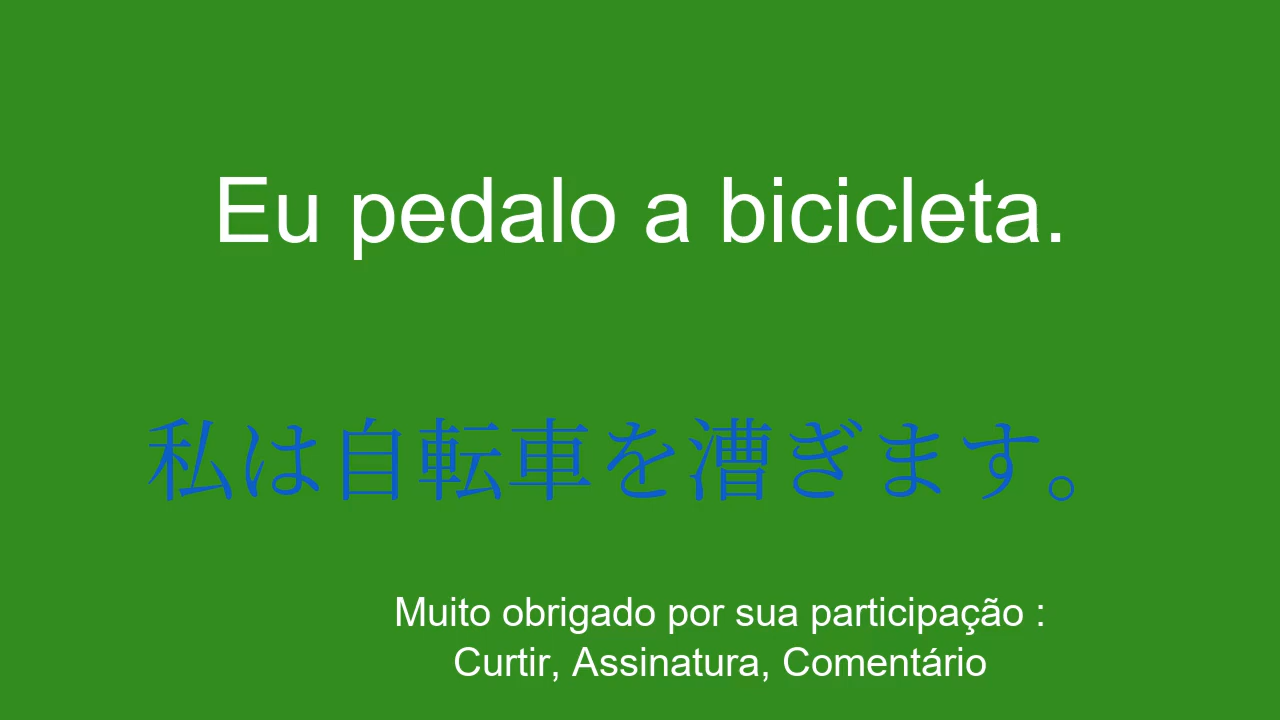 Eu pedalo a bicicleta.
私は自転車を漕ぎます。
Muito obrigado por sua participação :
Curtir, Assinatura, Comentário